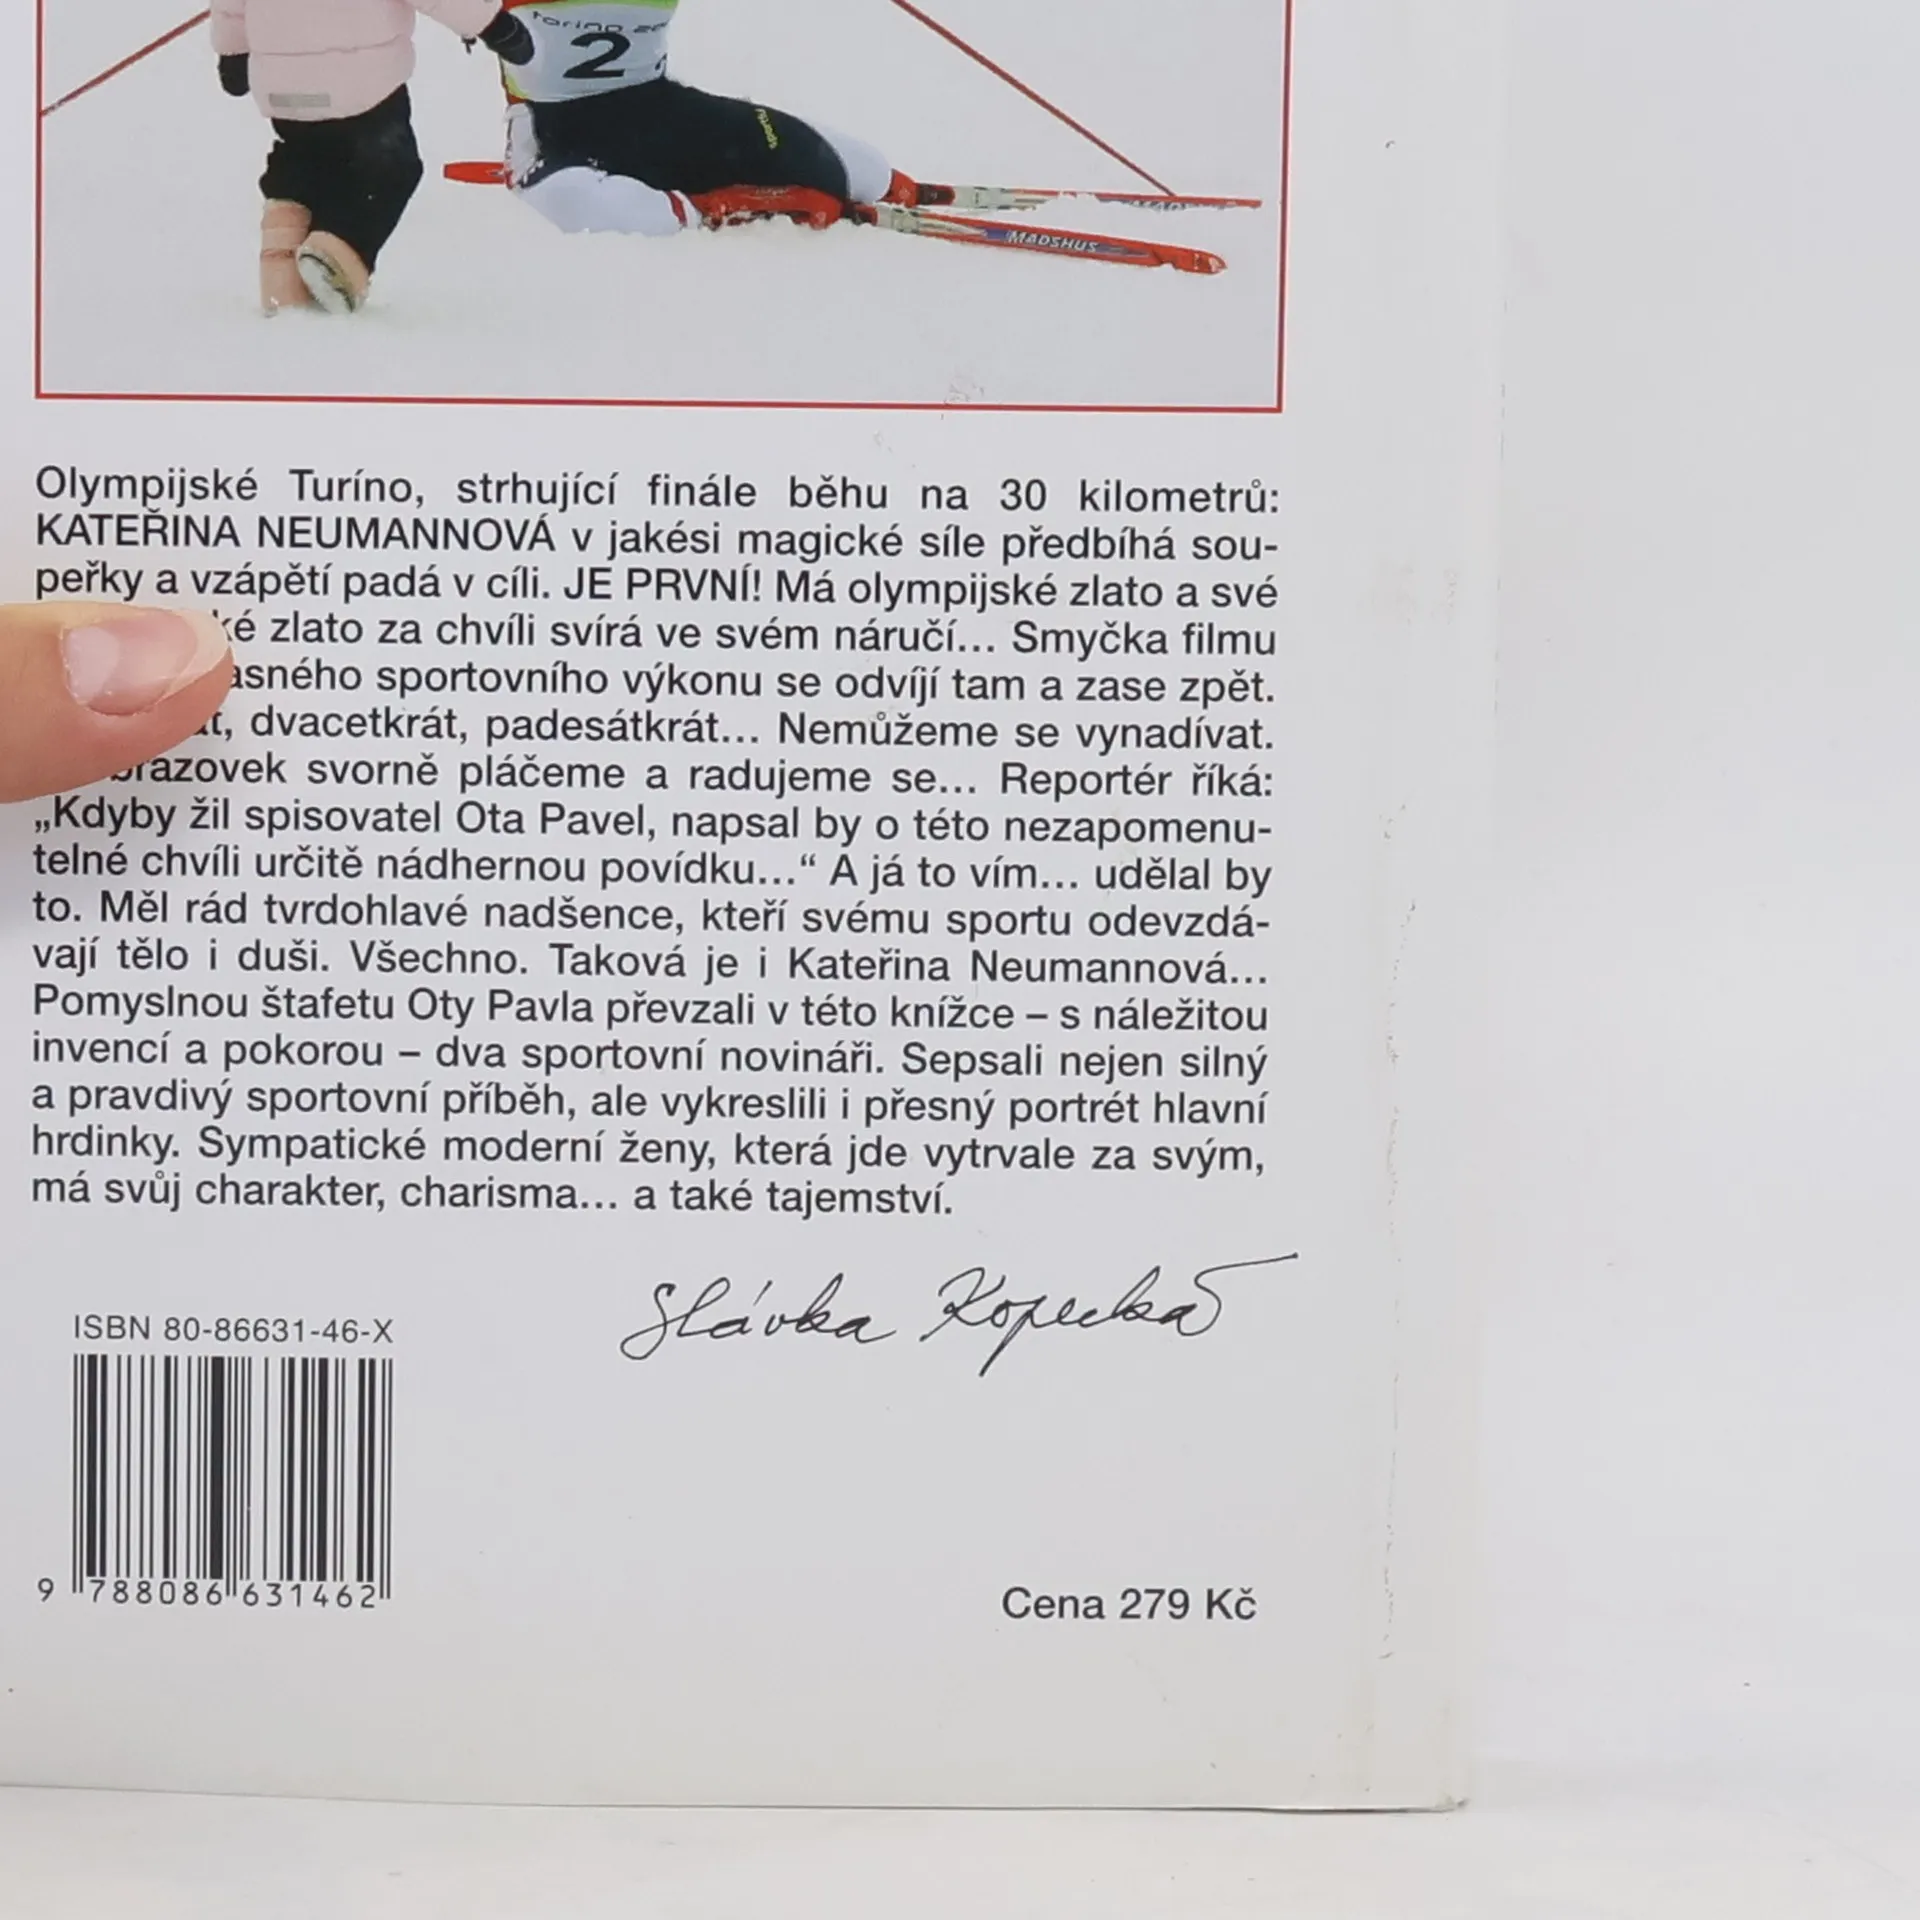 torino
2
sportful
MADSHUS
Olympijské Turíno, strhující finále běhu na 30 kilometrů:
KATEŘINA NEUMANNOVÁ v jakési magické síle předbíhá sou-
peřky a vzápětí padá v cíli. JE PRVNÍ! Má olympijské zlato a své
zlato za chvíli svírá ve svém náručí... Smyčka filmu
sportovního výkonu se odvíjí tam a zase zpět.
dvacetkrát, padesátkrát... Nemůžeme se vynadívat.
svorně pláčeme a radujeme se... Reportér říká:
„Kdyby žil spisovatel Ota Pavel, napsal by o této nezapomenu-
telné chvíli určitě nádhernou povídku...“ A já to vím... udělal by
to. Měl rád tvrdohlavé nadšence, kteří svému sportu odevzdá-
vají tělo i duši. Všechno. Taková je i Kateřina Neumannová...
Pomyslnou štafetu Oty Pavla převzali v této knížce – s náležitou
invencí a pokorou – dva sportovní novináři. Sepsali nejen silný
a pravdivý sportovní příběh, ale vykreslili i přesný portrét hlavní
hrdinky. Sympatické moderní ženy, která jde vytrvale za svým,
má svůj charakter, charisma... a také tajemství.
Slávka Kopecká
ISBN 80-86631-46-X
9 788086 631462
Cena 279 Kč